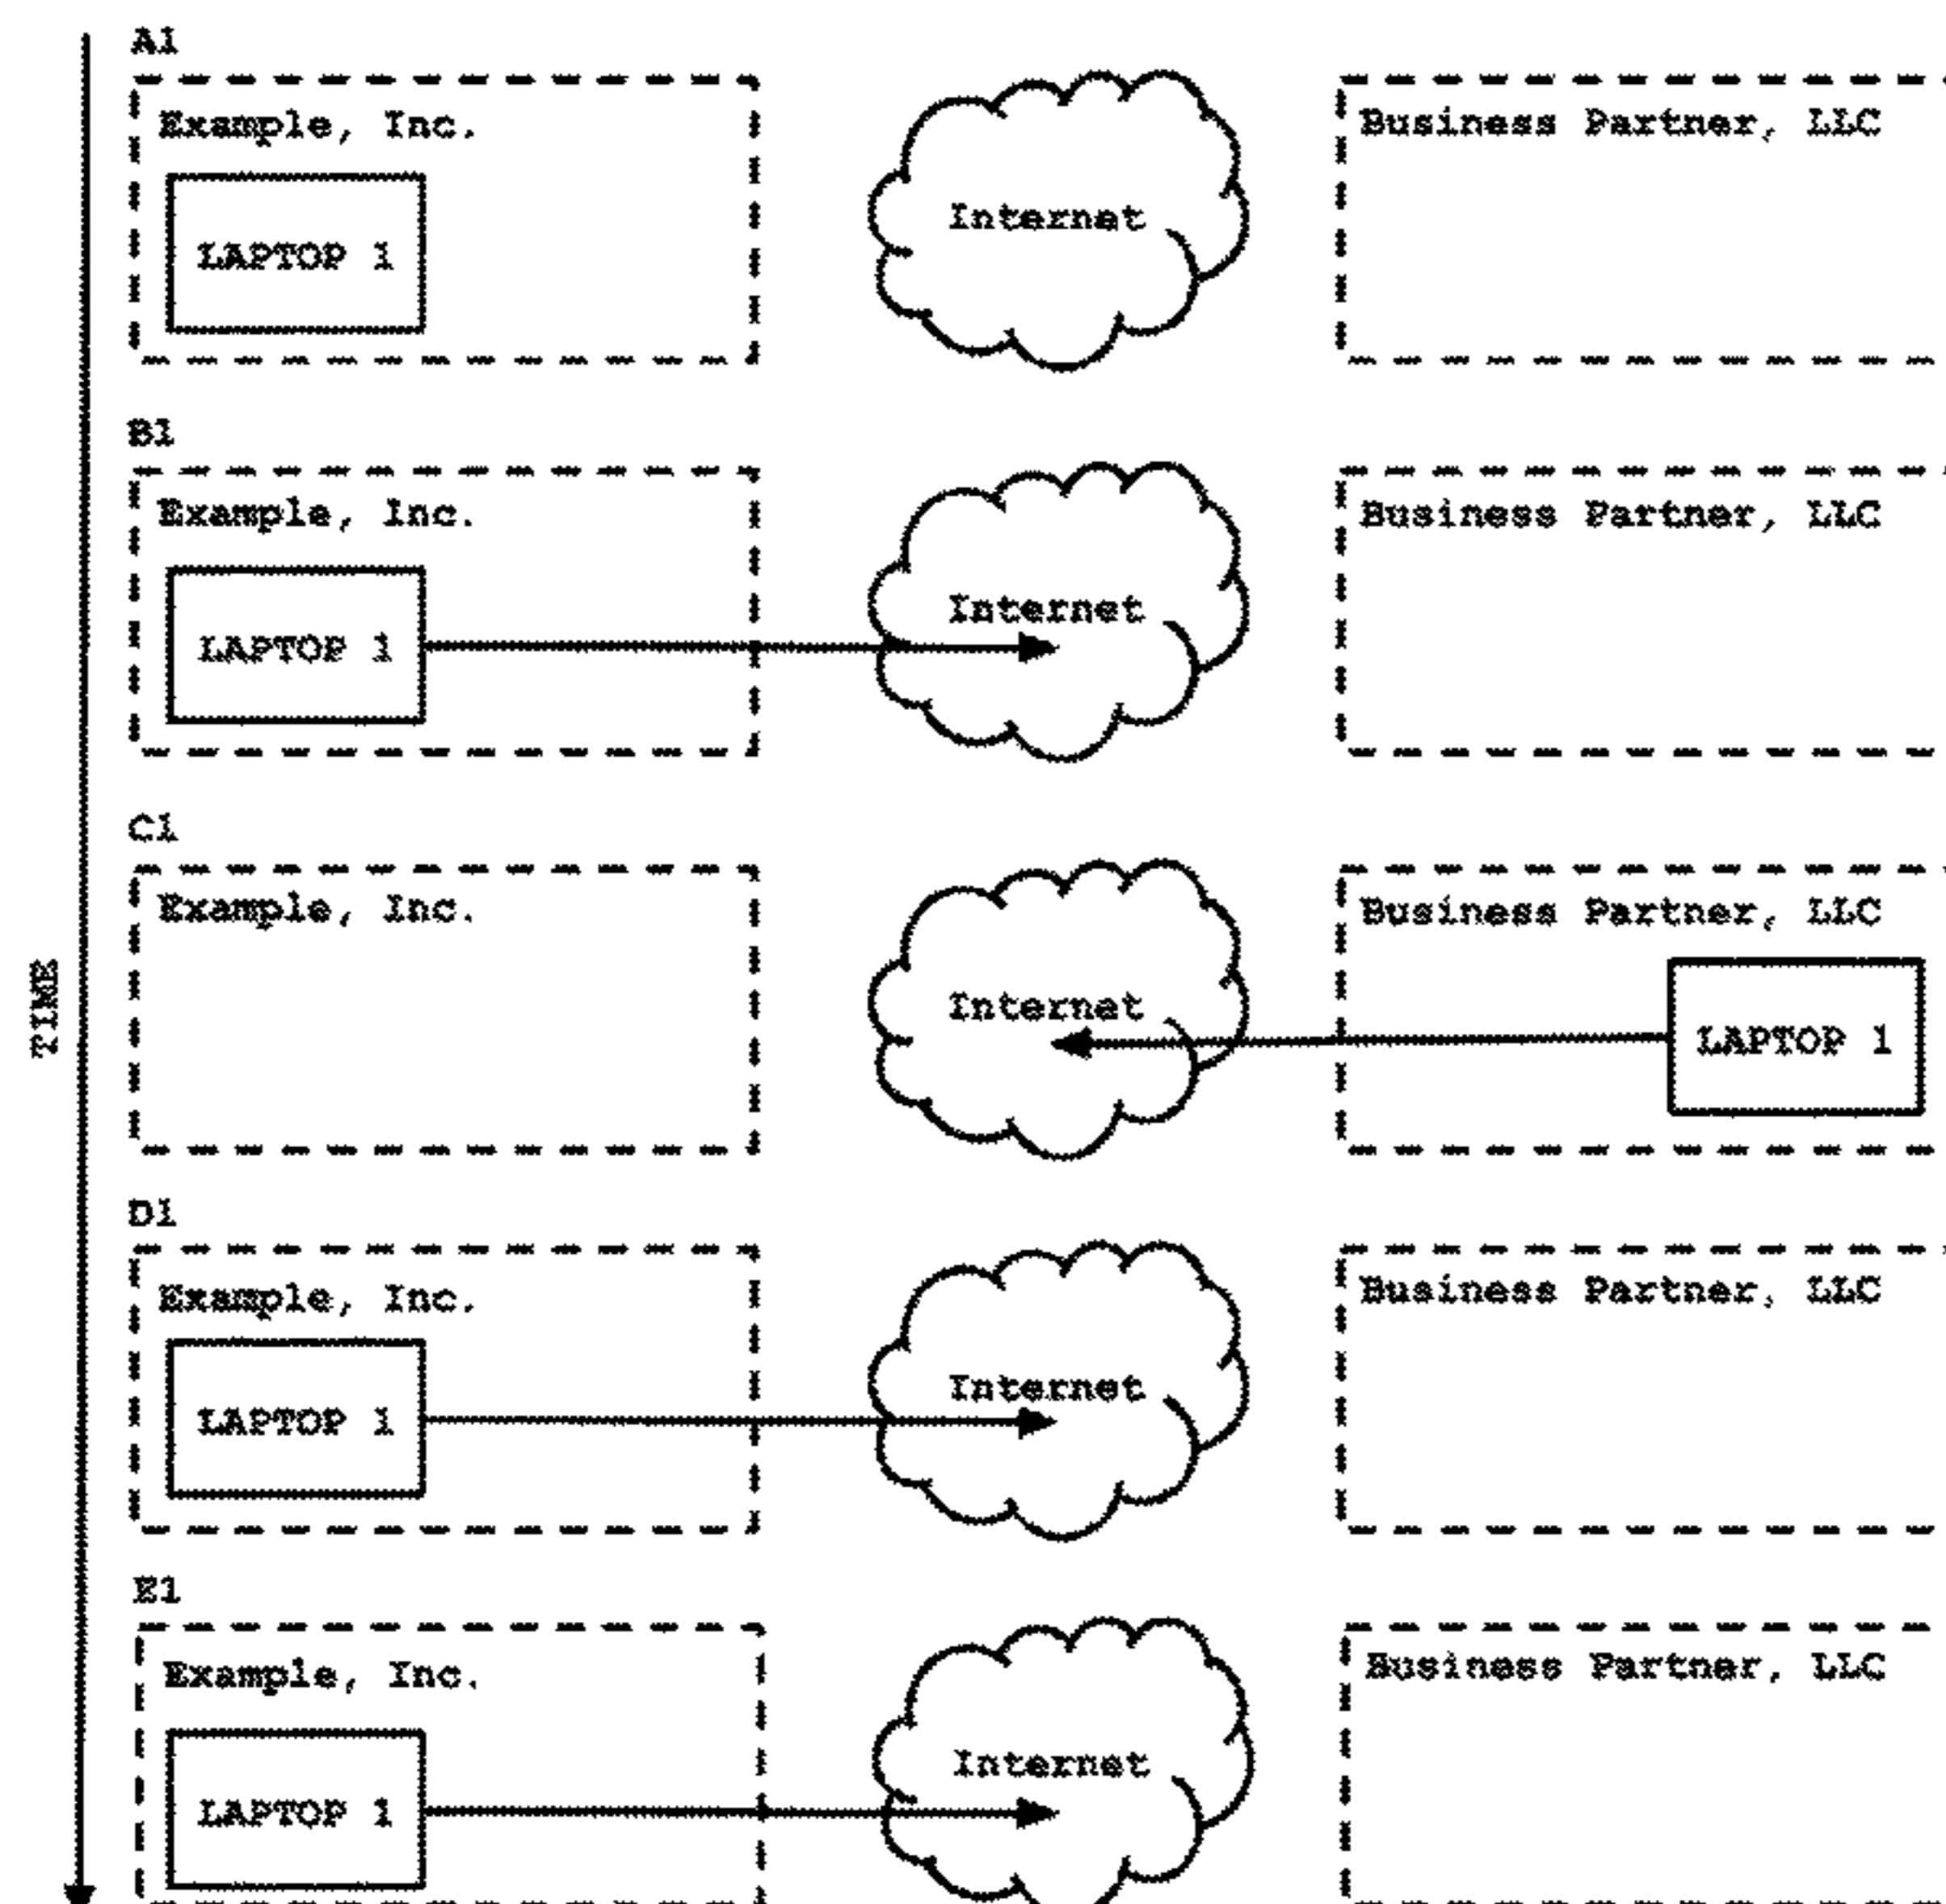 A1
Example, Inc.
Internet
Business Partner, LLC
LAPTOP 1
B1
Example, Inc.
Internet
Business Partner, LLC
LAPTOP 1
C1
Example, Inc.
Internet
Business Partner, LLC
LAPTOP 1
TIME
D1
Example, Inc.
Internet
Business Partner, LLC
LAPTOP 1
E1
Example, Inc.
Internet
Business Partner, LLC
LAPTOP 1